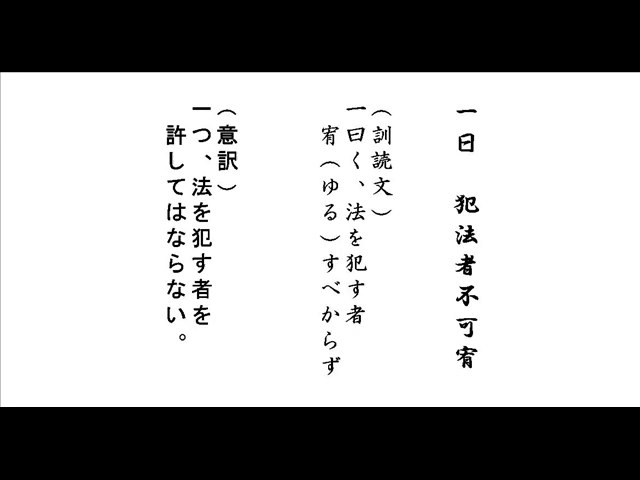 一曰　犯法者不可宥
（訓読文）
一曰く、法を犯す者
宥（ゆる）すべからず
（意訳）
一つ、法を犯す者を
許してはならない。